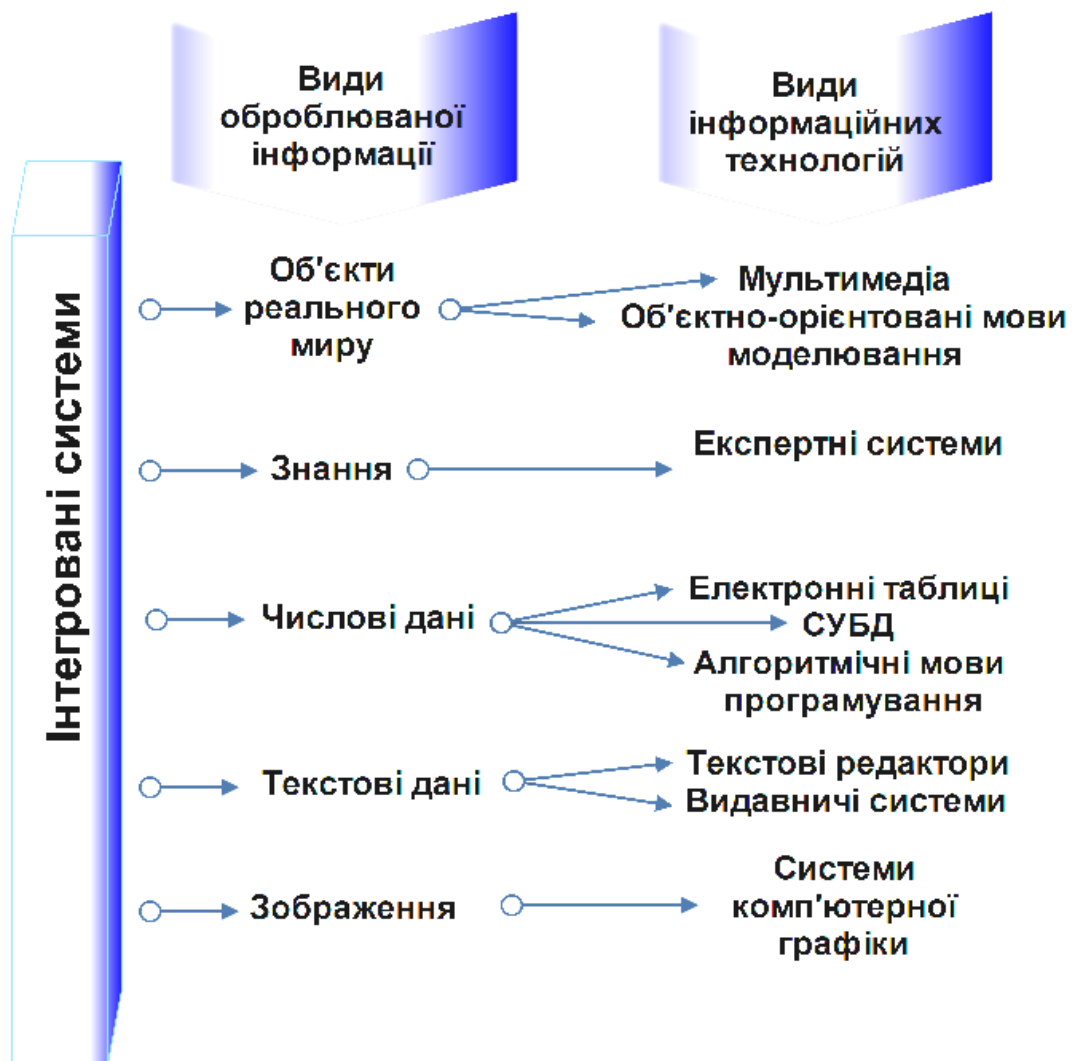 Види
оброблюваної
інформації
Види
інформаційних
технологій
Інтегровані системи
Об'єкти
реального
миру
Мультимедіа
Об'єктно-орієнтовані мови
моделювання
Знання
Експертні системи
Числові дані
Електронні таблиці
СУБД
Алгоритмічні мови
програмування
Текстові дані
Текстові редактори
Видавничі системи
Зображення
Системи
комп'ютерної
графіки